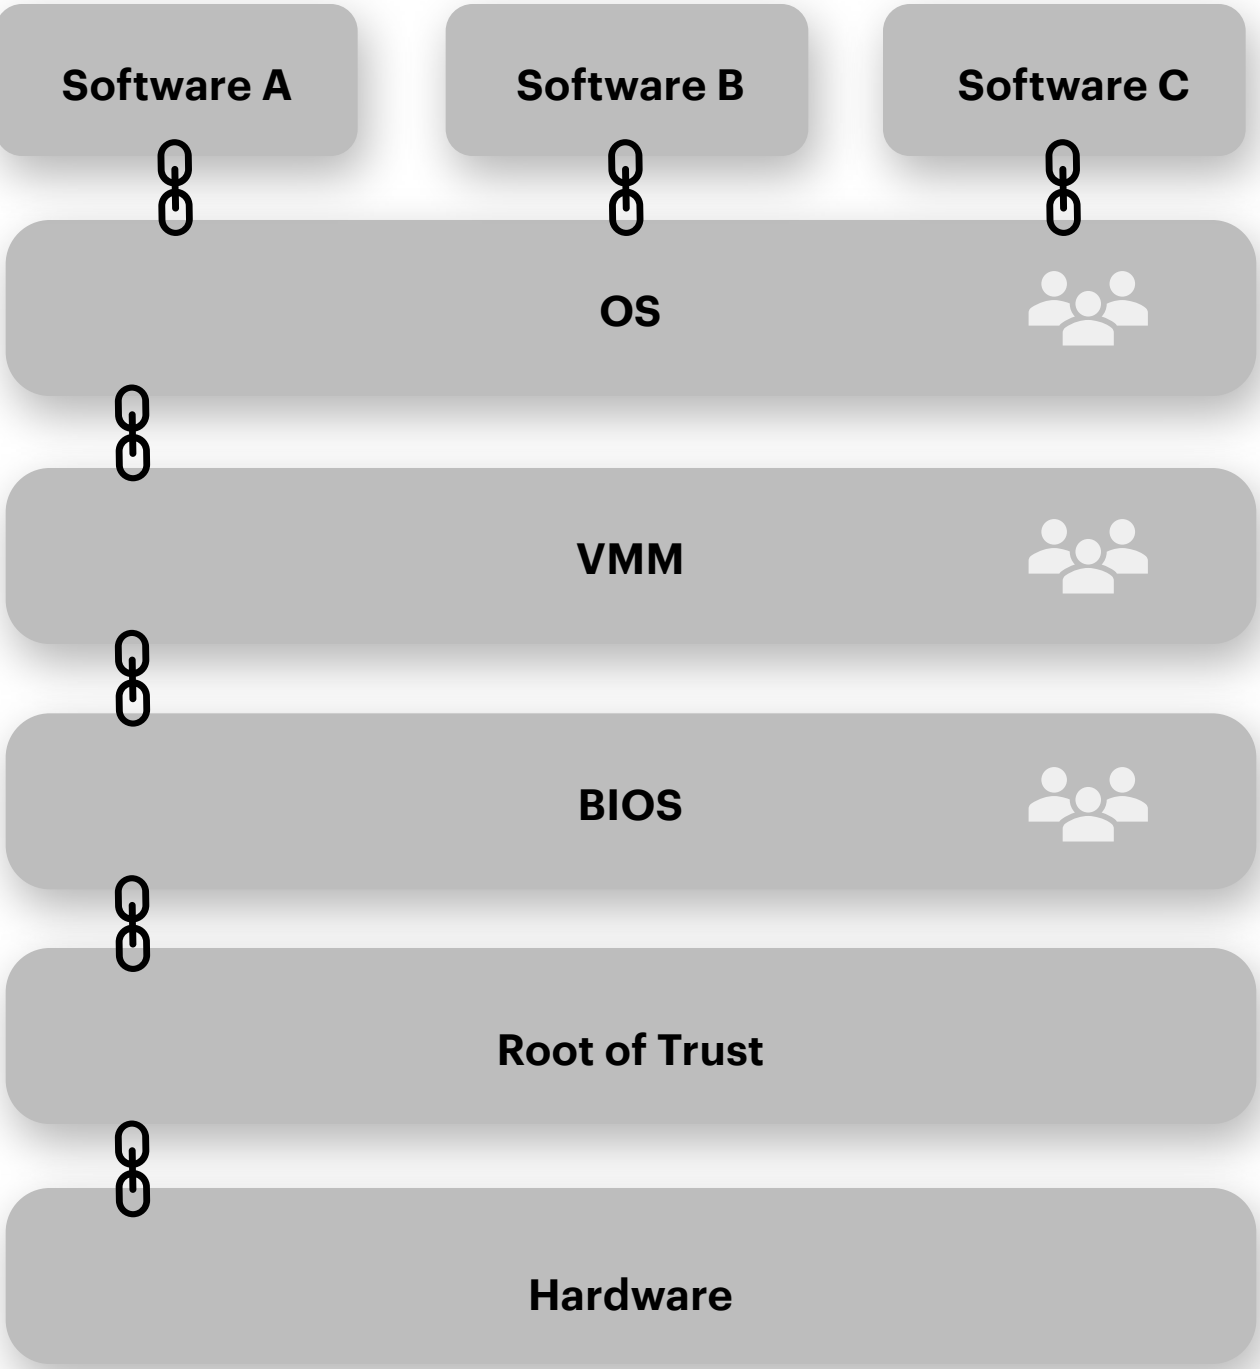 Software A
Software B
Software C
OS
VMM
BIOS
Root of Trust
Hardware